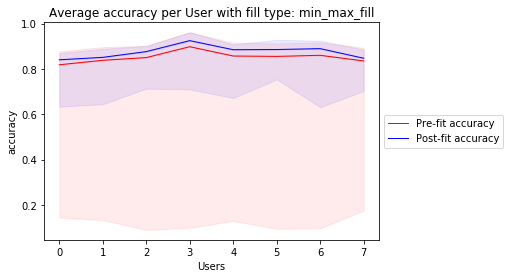 Average accuracy per User with fill type: min_max_fill
1.0
0.8
0.6
0.4
0.2
accuracy
0 1 2 3 4 5 6 7
Users
Pre-fit accuracy
Post-fit accuracy